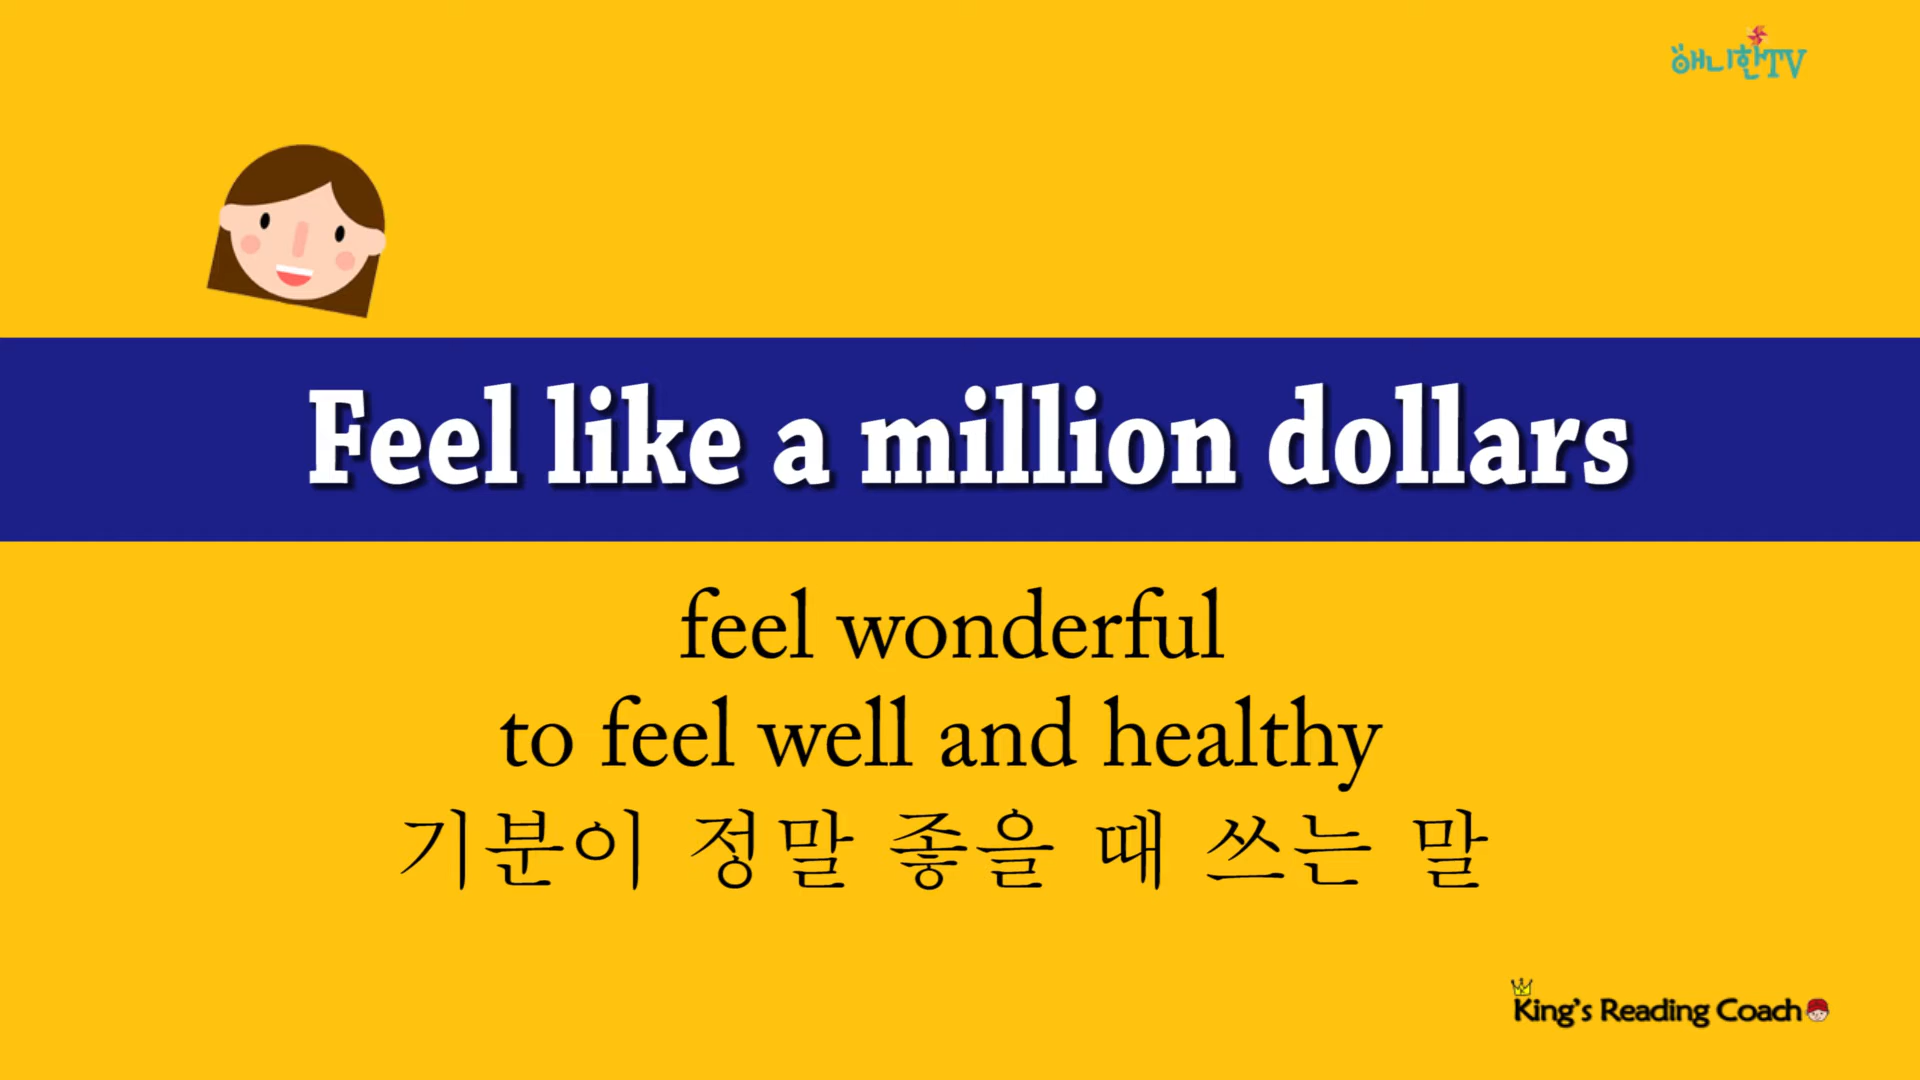 해니한TV
Feel like a million dollars
feel wonderful
to feel well and healthy
기분이 정말 좋을 때 쓰는 말
King's Reading Coach